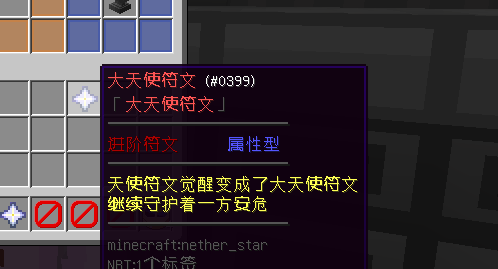 大天使符文 (#0399)
「大天使符文」
进阶符文 属性型
天使符文觉醒变成了大天使符文
继续守护着一方安危
minecraft:nether_star
NBT:1个标签